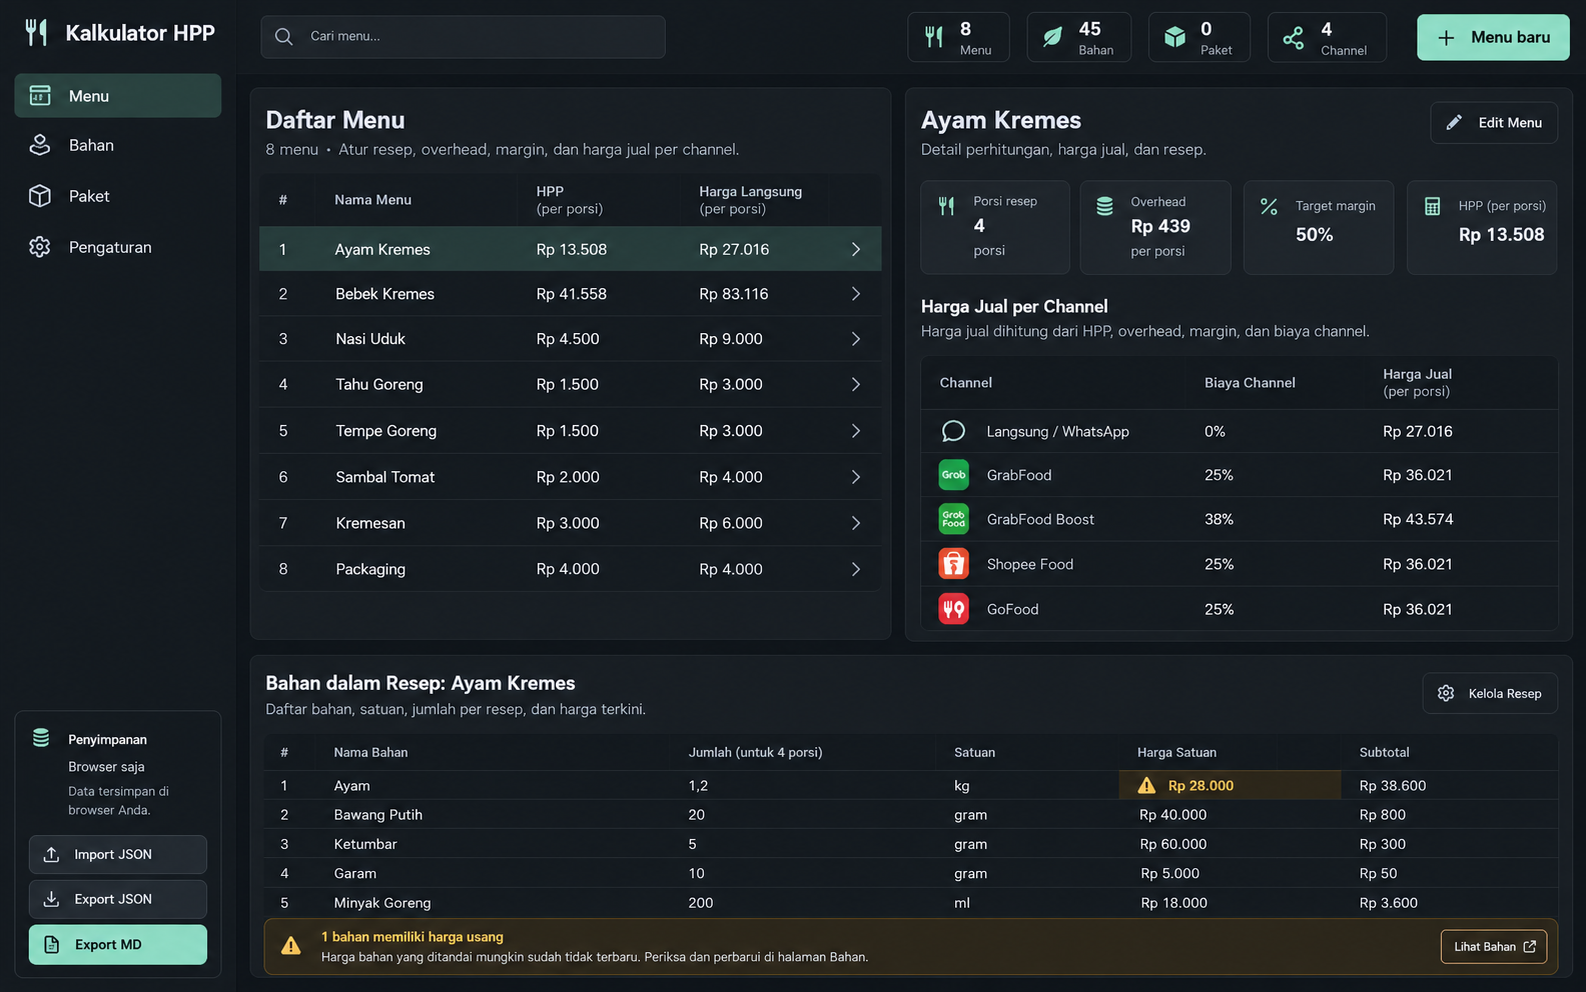 Kalkulator HPP
Cari menu...
8
Menu
45
Bahan
0
Paket
4
Channel
Menu baru
Menu
Bahan
Paket
Pengaturan
Penyimpanan
Browser saja
Data tersimpan di
browser Anda.
Import JSON
Export JSON
Export MD
Daftar Menu
8 menu • Atur resep, overhead, margin, dan harga jual per channel.
# Nama Menu HPP (per porsi) Harga Langsung (per porsi)
1 Ayam Kremes Rp 13.508 Rp 27.016
2 Bebek Kremes Rp 41.558 Rp 83.116
3 Nasi Uduk Rp 4.500 Rp 9.000
4 Tahu Goreng Rp 1.500 Rp 3.000
5 Tempe Goreng Rp 1.500 Rp 3.000
6 Sambal Tomat Rp 2.000 Rp 4.000
7 Kremesan Rp 3.000 Rp 6.000
8 Packaging Rp 4.000 Rp 4.000
Ayam Kremes
Detail perhitungan, harga jual, dan resep.
Edit Menu
Porsi resep
4
porsi
Overhead
Rp 439
per porsi
Target margin
50%
HPP (per porsi)
Rp 13.508
Harga Jual per Channel
Harga jual dihitung dari HPP, overhead, margin, dan biaya channel.
Channel Biaya Channel Harga Jual (per porsi)
Langsung / WhatsApp 0% Rp 27.016
Grab GrabFood 25% Rp 36.021
Grab Food GrabFood Boost 38% Rp 43.574
Shopee Food 25% Rp 36.021
GoFood 25% Rp 36.021
Bahan dalam Resep: Ayam Kremes
Daftar bahan, satuan, jumlah per resep, dan harga terkini.
Kelola Resep
# Nama Bahan Jumlah (untuk 4 porsi) Satuan Harga Satuan Subtotal
1 Ayam 1,2 kg Rp 28.000 Rp 38.600
2 Bawang Putih 20 gram Rp 40.000 Rp 800
3 Ketumbar 5 gram Rp 60.000 Rp 300
4 Garam 10 gram Rp 5.000 Rp 50
5 Minyak Goreng 200 ml Rp 18.000 Rp 3.600
1 bahan memiliki harga usang
Harga bahan yang ditandai mungkin sudah tidak terbaru. Periksa dan perbarui di halaman Bahan.
Lihat Bahan